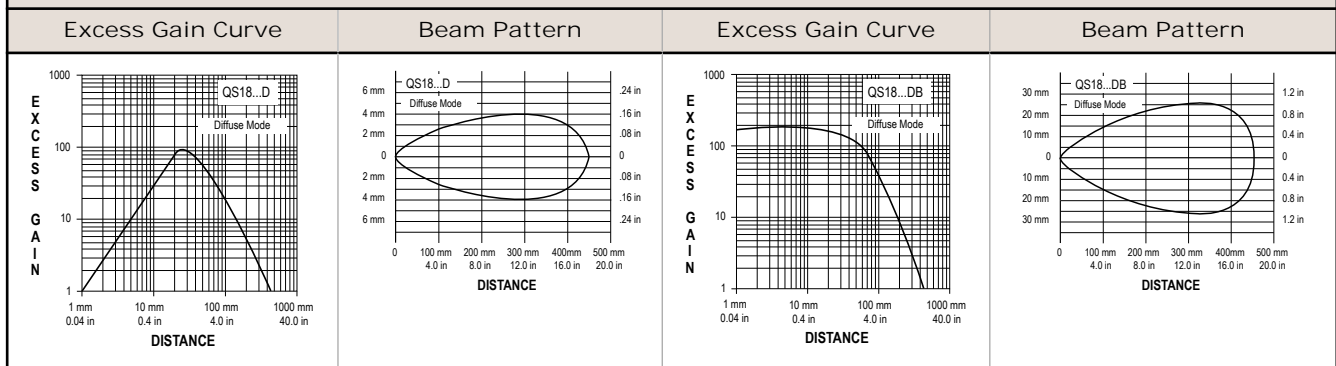 Excess Gain Curve
Beam Pattern
Excess Gain Curve
Beam Pattern
1000
100
10
1
EXCESS GAIN
QS18...D
Diffuse Mode
1 mm 10 mm 100 mm 1000 mm
0.04 in 0.4 in 4.0 in 40.0 in
DISTANCE
QS18...D
Diffuse Mode
6 mm .24 in
4 mm .16 in
2 mm .08 in
0 0
2 mm .08 in
4 mm .16 in
6 mm .24 in
0 100 mm 200 mm 300 mm 400mm 500 mm
4.0 in 8.0 in 12.0 in 16.0 in 20.0 in
DISTANCE
1000
100
10
1
EXCESS GAIN
QS18...DB
Diffuse Mode
1 mm 10 mm 100 mm 1000 mm
0.04 in 0.4 in 4.0 in 40.0 in
DISTANCE
QS18...DB
Diffuse Mode
30 mm 1.2 in
20 mm 0.8 in
10 mm 0.4 in
0 0
10 mm 0.4 in
20 mm 0.8 in
30 mm 1.2 in
0 100 mm 200 mm 300 mm 400mm 500 mm
4.0 in 8.0 in 12.0 in 16.0 in 20.0 in
DISTANCE